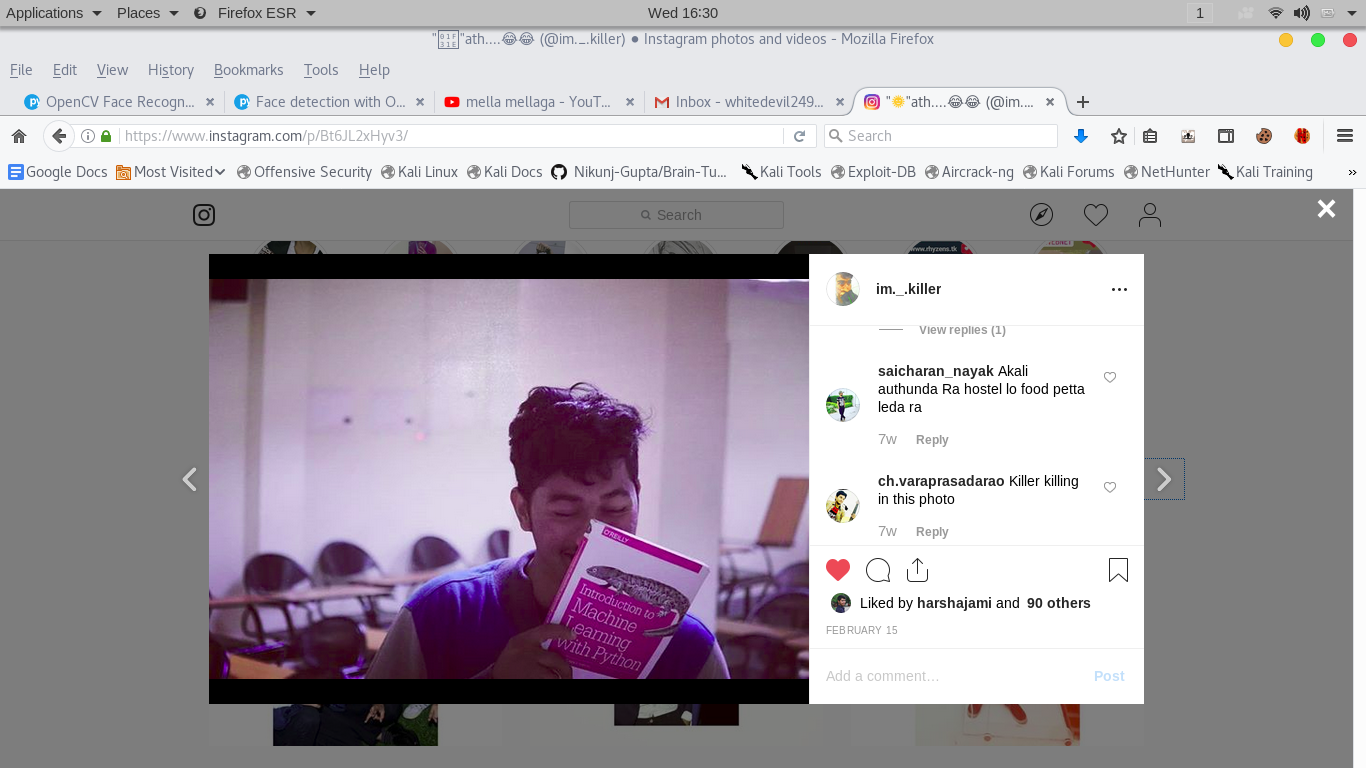 Applications Places Firefox ESR Wed 16:30 1
"🌞"ath....😂😂 (@im._.killer) • Instagram photos and videos - Mozilla Firefox
File Edit View History Bookmarks Tools Help
OpenCV Face Recogn... × Face detection with O... × mella mellaga - YouT... × Inbox - whitedevil249... × "🌞"ath....😂😂 (@im.... ×
https://www.instagram.com/p/Bt6JL2xHyv3/ Search
Google Docs Most Visited Offensive Security Kali Linux Kali Docs Nikunj-Gupta/Brain-Tu... Kali Tools Exploit-DB Aircrack-ng Kali Forums NetHunter Kali Training »
Search
www.rhyzens.tk
im._.killer
View replies (1)
saicharan_nayak Akali
authunda Ra hostel lo food petta
leda ra
7w Reply
ch.varaprasadarao Killer killing
in this photo
7w Reply
O'REILLY
Introduction to
Machine
Learning
with Python
Liked by harshajami and 90 others
FEBRUARY 15
Add a comment… Post